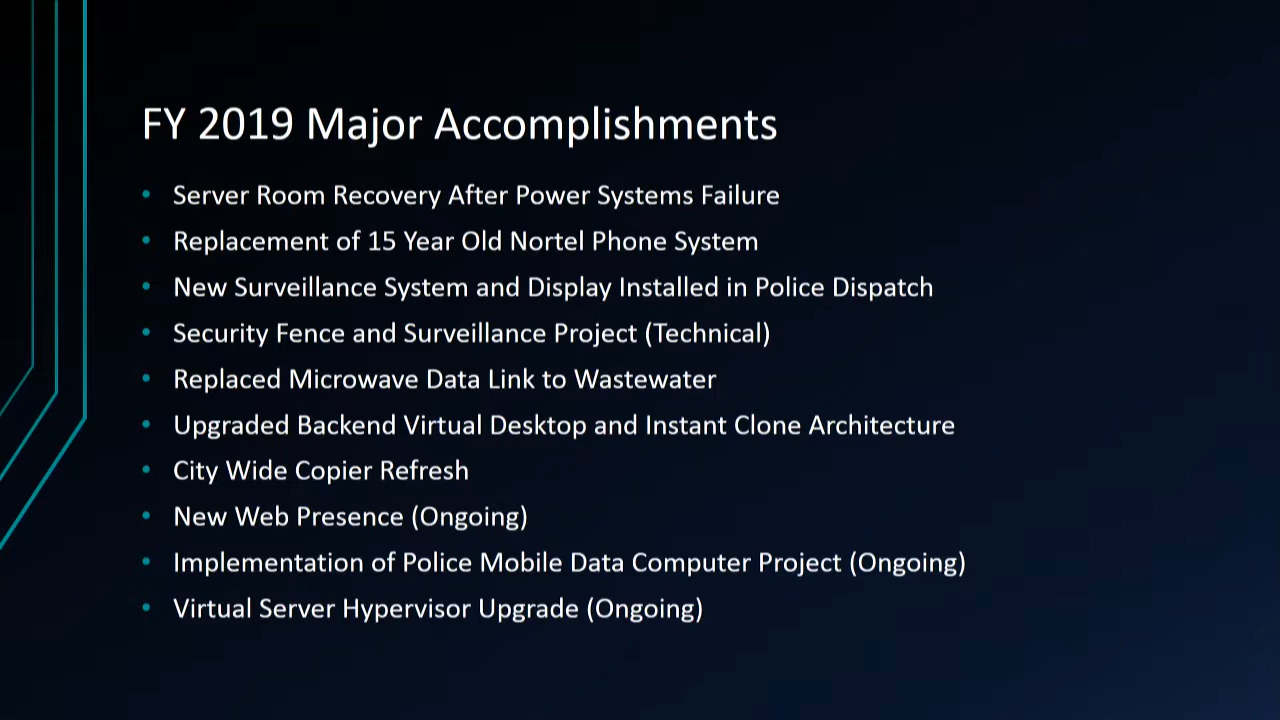 FY 2019 Major Accomplishments
• Server Room Recovery After Power Systems Failure
• Replacement of 15 Year Old Nortel Phone System
• New Surveillance System and Display Installed in Police Dispatch
• Security Fence and Surveillance Project (Technical)
• Replaced Microwave Data Link to Wastewater
• Upgraded Backend Virtual Desktop and Instant Clone Architecture
• City Wide Copier Refresh
• New Web Presence (Ongoing)
• Implementation of Police Mobile Data Computer Project (Ongoing)
• Virtual Server Hypervisor Upgrade (Ongoing)